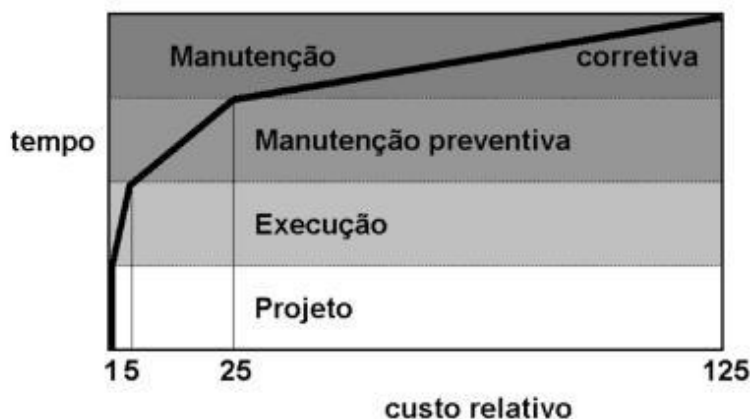 Manutenção corretiva
tempo
Manutenção preventiva
Execução
Projeto
1 5 25 125
custo relativo